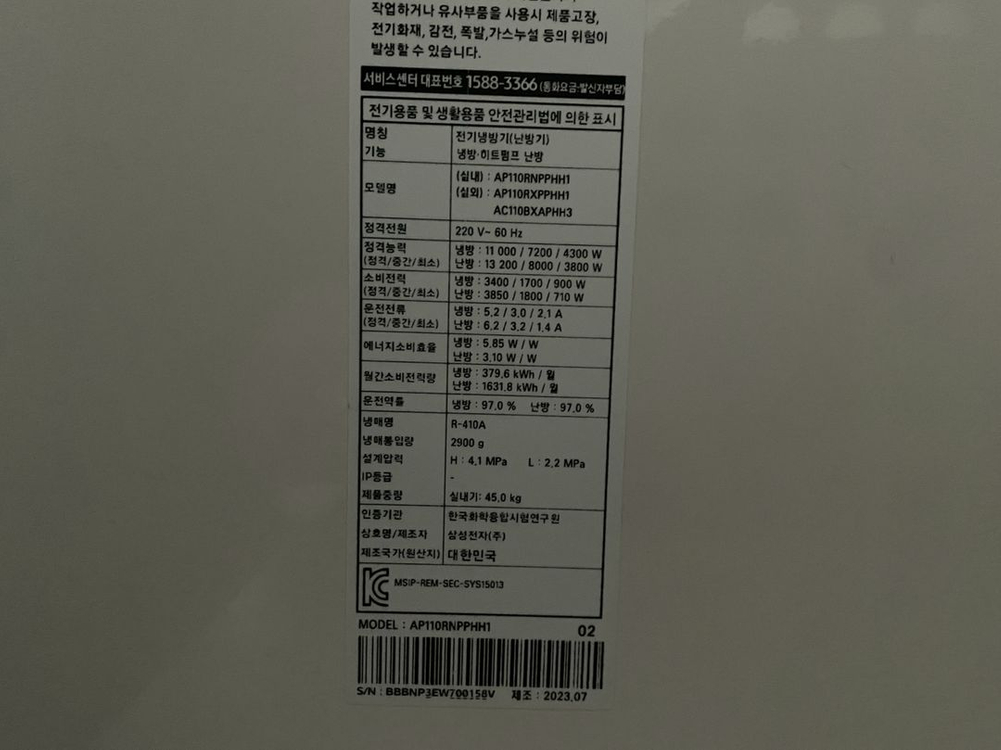 작업하거나 유사부품을 사용시 제품고장,
전기화재, 감전, 폭발,가스누설 등의 위험이
발생할 수 있습니다.
서비스센터 대표번호 1588-3366 (통화요금:발신자부담)
전기용품 및 생활용품 안전관리법에 의한 표시
명칭 전기냉방기(난방기)
기능 냉방·히트펌프 난방
모델명 (실내) : AP110RNPPHH1
(실외) : AP110RXPPHH1
AC110BXAPHH3
정격전원 220 V~ 60 Hz
정격능력 냉방 : 11 000 / 7200 / 4300 W
(정격/중간/최소) 난방 : 13 200 / 8000 / 3800 W
소비전력 냉방 : 3400 / 1700 / 900 W
(정격/중간/최소) 난방 : 3850 / 1800 / 710 W
운전전류 냉방 : 5.2 / 3.0 / 2.1 A
(정격/중간/최소) 난방 : 6.2 / 3.2 / 1.4 A
에너지소비효율 냉방 : 5.85 W / W
난방 : 3.10 W / W
월간소비전력량 냉방 : 379.6 kWh / 월
난방 : 1631.8 kWh / 월
운전역률 냉방 : 97.0 % 난방 : 97.0 %
냉매명 R-410A
냉매봉입량 2900 g
설계압력 H : 4.1 MPa L : 2.2 MPa
IP등급 -
제품중량 실내기: 45.0 kg
인증기관 한국화학융합시험연구원
상호명/제조자 삼성전자(주)
제조국가(원산지) 대한민국
MSIP-REM-SEC-SYS15013
MODEL : AP110RNPPHH1 02
S/N : BBBNP3EW700158V 제조 : 2023.07